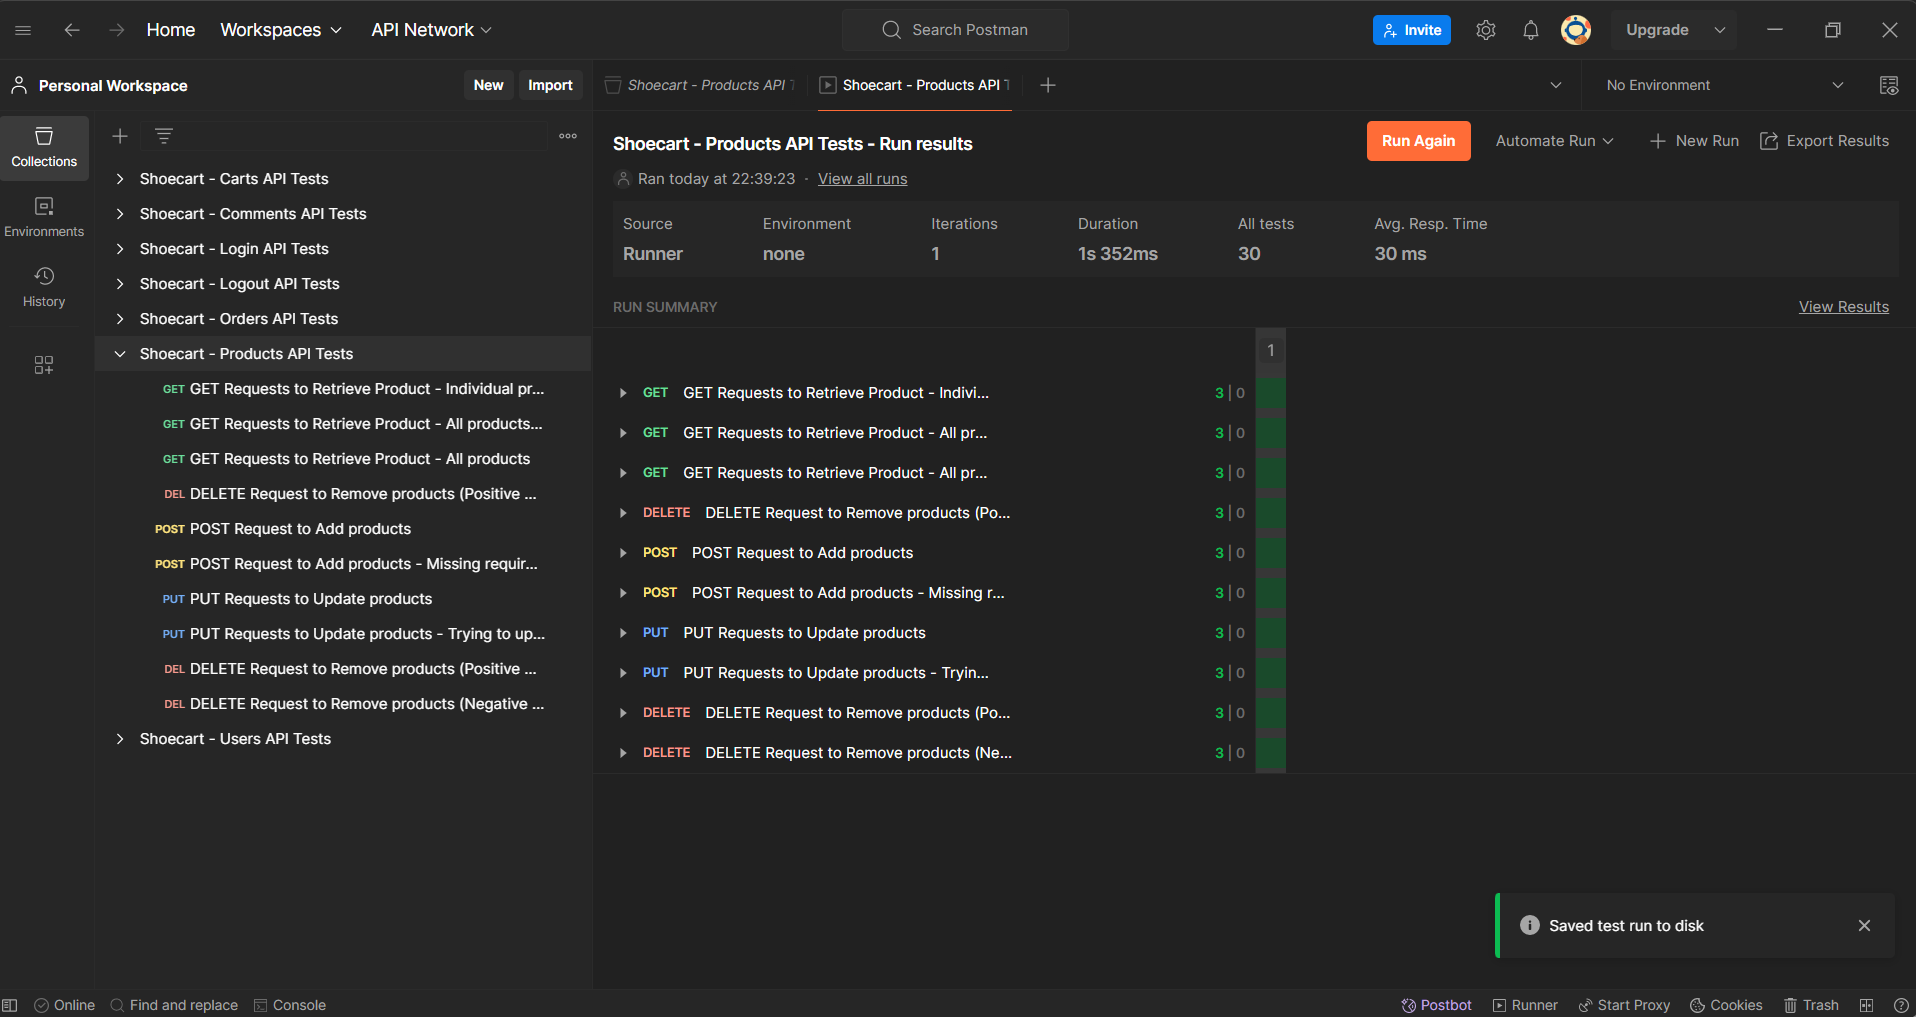 Home Workspaces API Network Search Postman Invite Upgrade
Personal Workspace New Import
Shoecart - Products API Shoecart - Products API No Environment
Collections
Environments
History
Shoecart - Carts API Tests
Shoecart - Comments API Tests
Shoecart - Login API Tests
Shoecart - Logout API Tests
Shoecart - Orders API Tests
Shoecart - Products API Tests
GET GET Requests to Retrieve Product - Individual pr...
GET GET Requests to Retrieve Product - All products...
GET GET Requests to Retrieve Product - All products
DEL DELETE Request to Remove products (Positive ...
POST POST Request to Add products
POST POST Request to Add products - Missing requir...
PUT PUT Requests to Update products
PUT PUT Requests to Update products - Trying to up...
DEL DELETE Request to Remove products (Positive ...
DEL DELETE Request to Remove products (Negative ...
Shoecart - Users API Tests
Shoecart - Products API Tests - Run results
Run Again Automate Run New Run Export Results
Ran today at 22:39:23 · View all runs
Source Environment Iterations Duration All tests Avg. Resp. Time
Runner none 1 1s 352ms 30 30 ms
RUN SUMMARY View Results
1
GET GET Requests to Retrieve Product - Indivi... 3 | 0
GET GET Requests to Retrieve Product - All pr... 3 | 0
GET GET Requests to Retrieve Product - All pr... 3 | 0
DELETE DELETE Request to Remove products (Po... 3 | 0
POST POST Request to Add products 3 | 0
POST POST Request to Add products - Missing r... 3 | 0
PUT PUT Requests to Update products 3 | 0
PUT PUT Requests to Update products - Tryin... 3 | 0
DELETE DELETE Request to Remove products (Po... 3 | 0
DELETE DELETE Request to Remove products (Ne... 3 | 0
Saved test run to disk
Online Find and replace Console Postbot Runner Start Proxy Cookies Trash